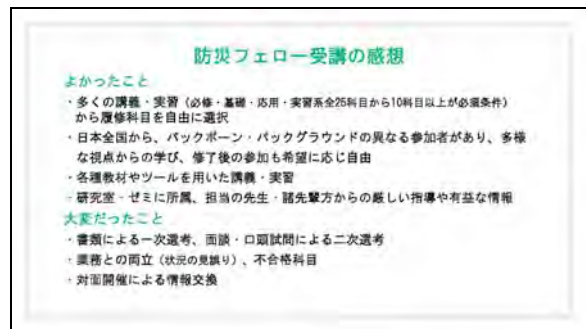 防災フェロー受講の感想
よかったこと
・多くの講義・実習（必修・基礎・応用・実習系全25科目から10科目以上が必須条件）
から履修科目を自由に選択
・日本全国から、バックボーン・バックグラウンドの異なる参加者があり、多様
な視点からの学び、修了後の参加も希望に応じ自由
・各種教材やツールを用いた講義・実習
・研究室・ゼミに所属、担当の先生・諸先輩方からの厳しい指導や有益な情報
大変だったこと
・書類による一次選考、面談・口頭試問による二次選考
・業務との両立（状況の見誤り）、不合格科目
・対面開催による情報交換